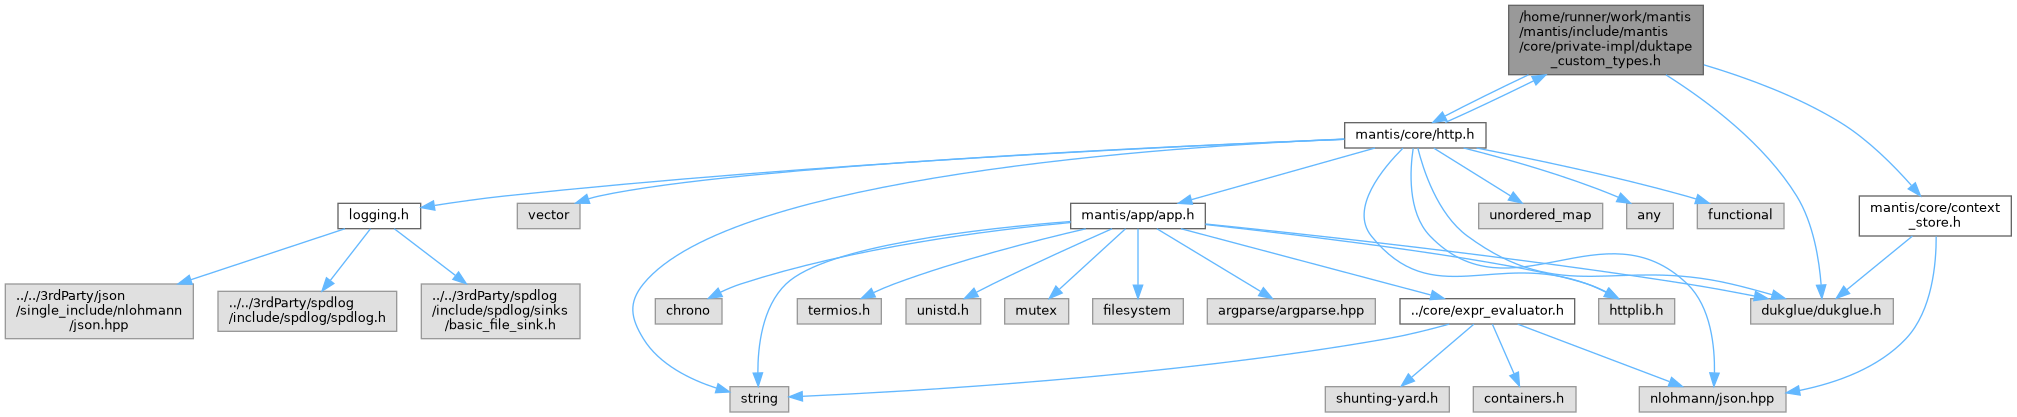 /home/runner/work/mantis
/mantis/include/mantis
/core/private-impl/duktape
_custom_types.h
mantis/core/http.h
logging.h
vector
mantis/app/app.h
unordered_map
any
functional
mantis/core/context
_store.h
../../3rdParty/json
/single_include/nlohmann
/json.hpp
../../3rdParty/spdlog
/include/spdlog/spdlog.h
../../3rdParty/spdlog
/include/spdlog/sinks
/basic_file_sink.h
chrono
termios.h
unistd.h
mutex
filesystem
argparse/argparse.hpp
../core/expr_evaluator.h
httplib.h
dukglue/dukglue.h
string
shunting-yard.h
containers.h
nlohmann/json.hpp